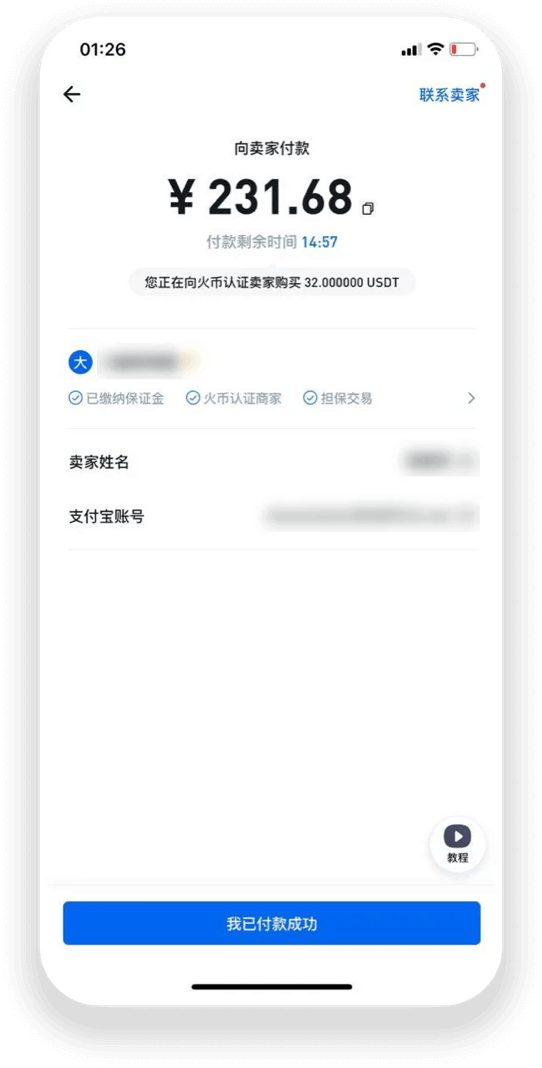 01:26
联系卖家
向卖家付款
¥ 231.68
付款剩余时间 14:57
您正在向火币认证卖家购买 32.000000 USDT
大
已缴纳保证金 火币认证商家 担保交易
卖家姓名
支付宝账号
教程
我已付款成功